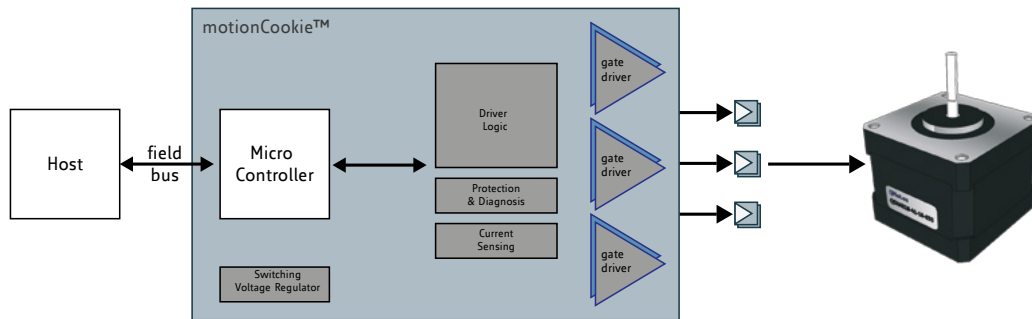 motionCookie™
gate
driver
Driver
Logic
Host
field
bus
Micro
Controller
gate
driver
Protection
& Diagnosis
Current
Sensing
gate
driver
Switching
Voltage Regulator